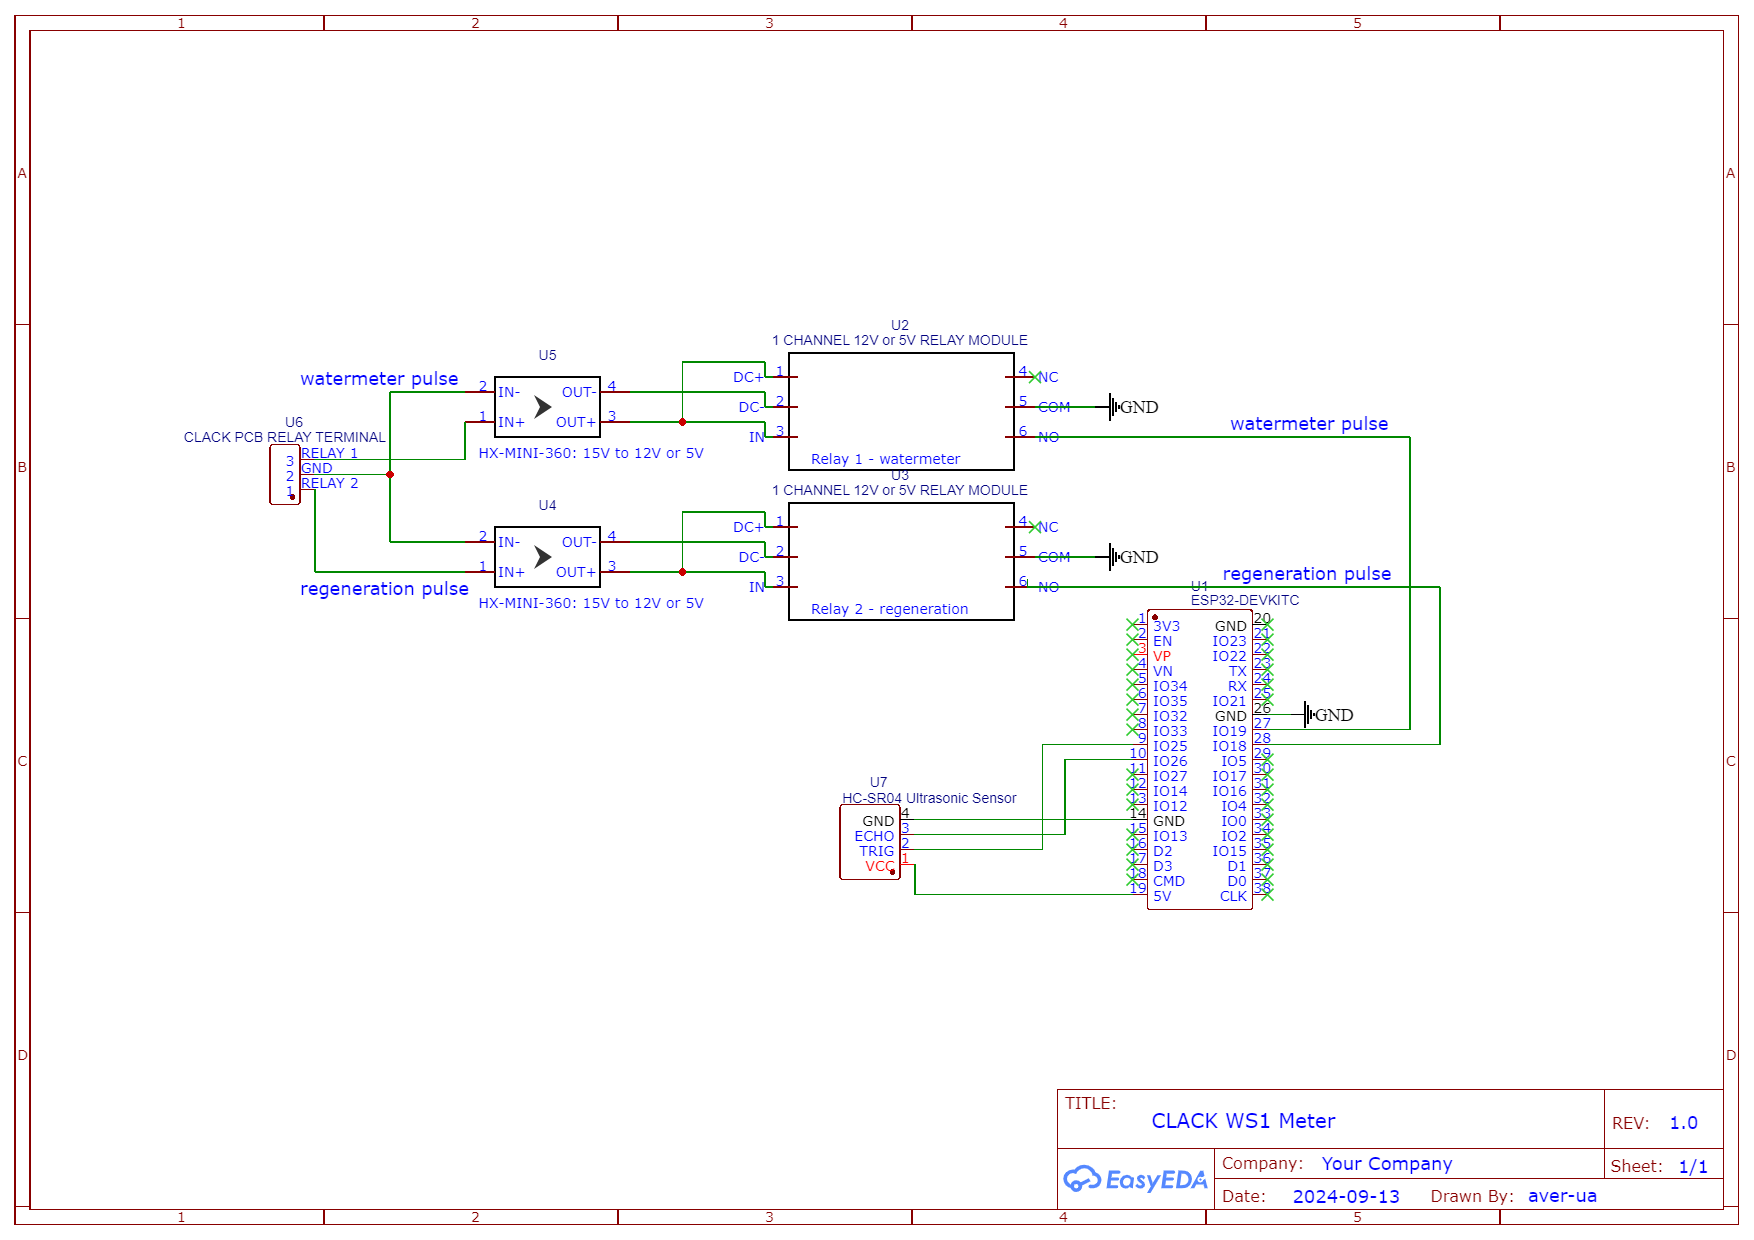 1 2 3 4 5
A A
B B
C C
D D
U2
1 CHANNEL 12V or 5V RELAY MODULE
DC+ 1
DC- 2
IN 3
4 NC
5 COM
6 NO
Relay 1 - watermeter
GND
watermeter pulse
U5
watermeter pulse
2 IN-
1 IN+
OUT- 4
OUT+ 3
HX-MINI-360: 15V to 12V or 5V
U6
CLACK PCB RELAY TERMINAL
3 RELAY 1
2 GND
1 RELAY 2
U4
2 IN-
1 IN+
OUT- 4
OUT+ 3
regeneration pulse
HX-MINI-360: 15V to 12V or 5V
U3
1 CHANNEL 12V or 5V RELAY MODULE
DC+ 1
DC- 2
IN 3
4 NC
5 COM
6 NO
Relay 2 - regeneration
GND
regeneration pulse
U1
ESP32-DEVKITC
1 3V3 GND 20
2 EN IO23 21
3 VP IO22 22
4 VN TX 23
5 IO34 RX 24
6 IO35 IO21 25
7 IO32 GND 26 GND
8 IO33 IO19 27
9 IO25 IO18 28
10 IO26 IO5 29
11 IO27 IO17 30
12 IO14 IO16 31
13 IO12 IO4 32
14 GND IO0 33
15 IO13 IO2 34
16 D2 IO15 35
17 D3 D1 36
18 CMD D0 37
19 5V CLK 38
U7
HC-SR04 Ultrasonic Sensor
GND 4
ECHO 3
TRIG 2
VCC 1
TITLE:
CLACK WS1 Meter
REV: 1.0
EasyEDA
Company: Your Company
Sheet: 1/1
Date: 2024-09-13 Drawn By: aver-ua
1 2 3 4 5